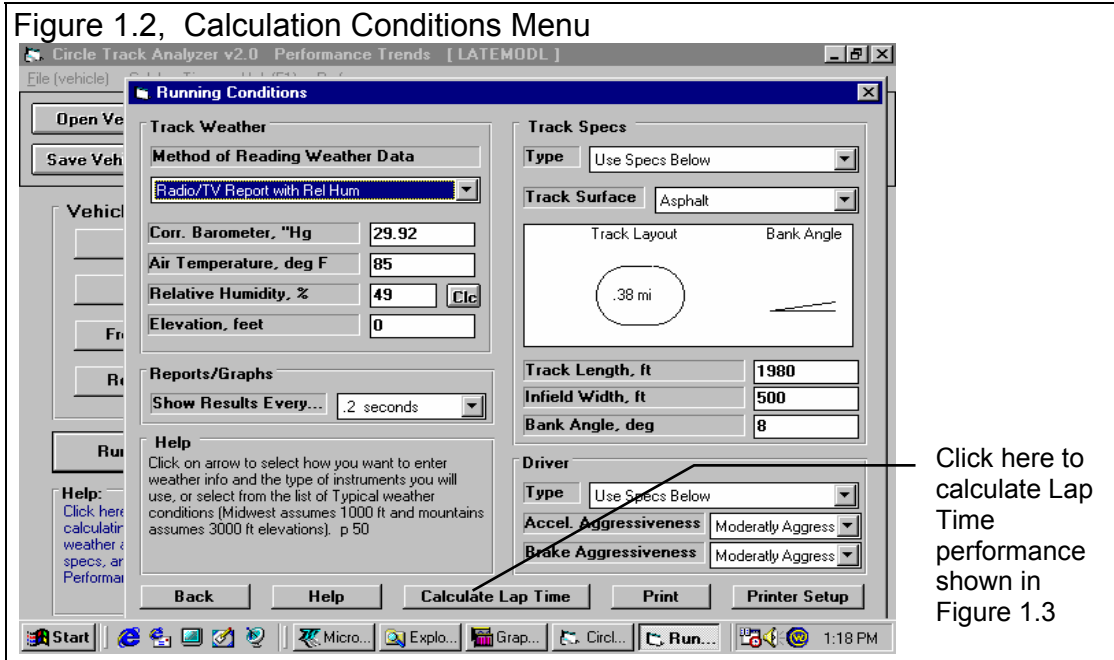 Figure 1.2, Calculation Conditions Menu
Circle Track Analyzer v2.0 Performance Trends [ LATEMODL ]
File (vehicle)
Running Conditions
Open Ve
Save Veh
Vehicl
Fr
Re
Rur
Help:
Click here
calculatin
weather a
specs, ar
Performar
Track Weather
Method of Reading Weather Data
Radio/TV Report with Rel Hum
Corr. Barometer, "Hg 29.92
Air Temperature, deg F 85
Relative Humidity, % 49 Clc
Elevation, feet 0
Reports/Graphs
Show Results Every... .2 seconds
Help
Click on arrow to select how you want to enter
weather info and the type of instruments you will
use, or select from the list of Typical weather
conditions (Midwest assumes 1000 ft and mountains
assumes 3000 ft elevations). p 50
Track Specs
Type Use Specs Below
Track Surface Asphalt
Track Layout Bank Angle
.38 mi
Track Length, ft 1980
Infield Width, ft 500
Bank Angle, deg 8
Driver
Type Use Specs Below
Accel. Aggressiveness Moderatly Aggress
Brake Aggressiveness Moderatly Aggress
Back Help Calculate Lap Time Print Printer Setup
Click here to
calculate Lap
Time
performance
shown in
Figure 1.3
Start Micro... Explo... Grap... Circl... Run... 1:18 PM